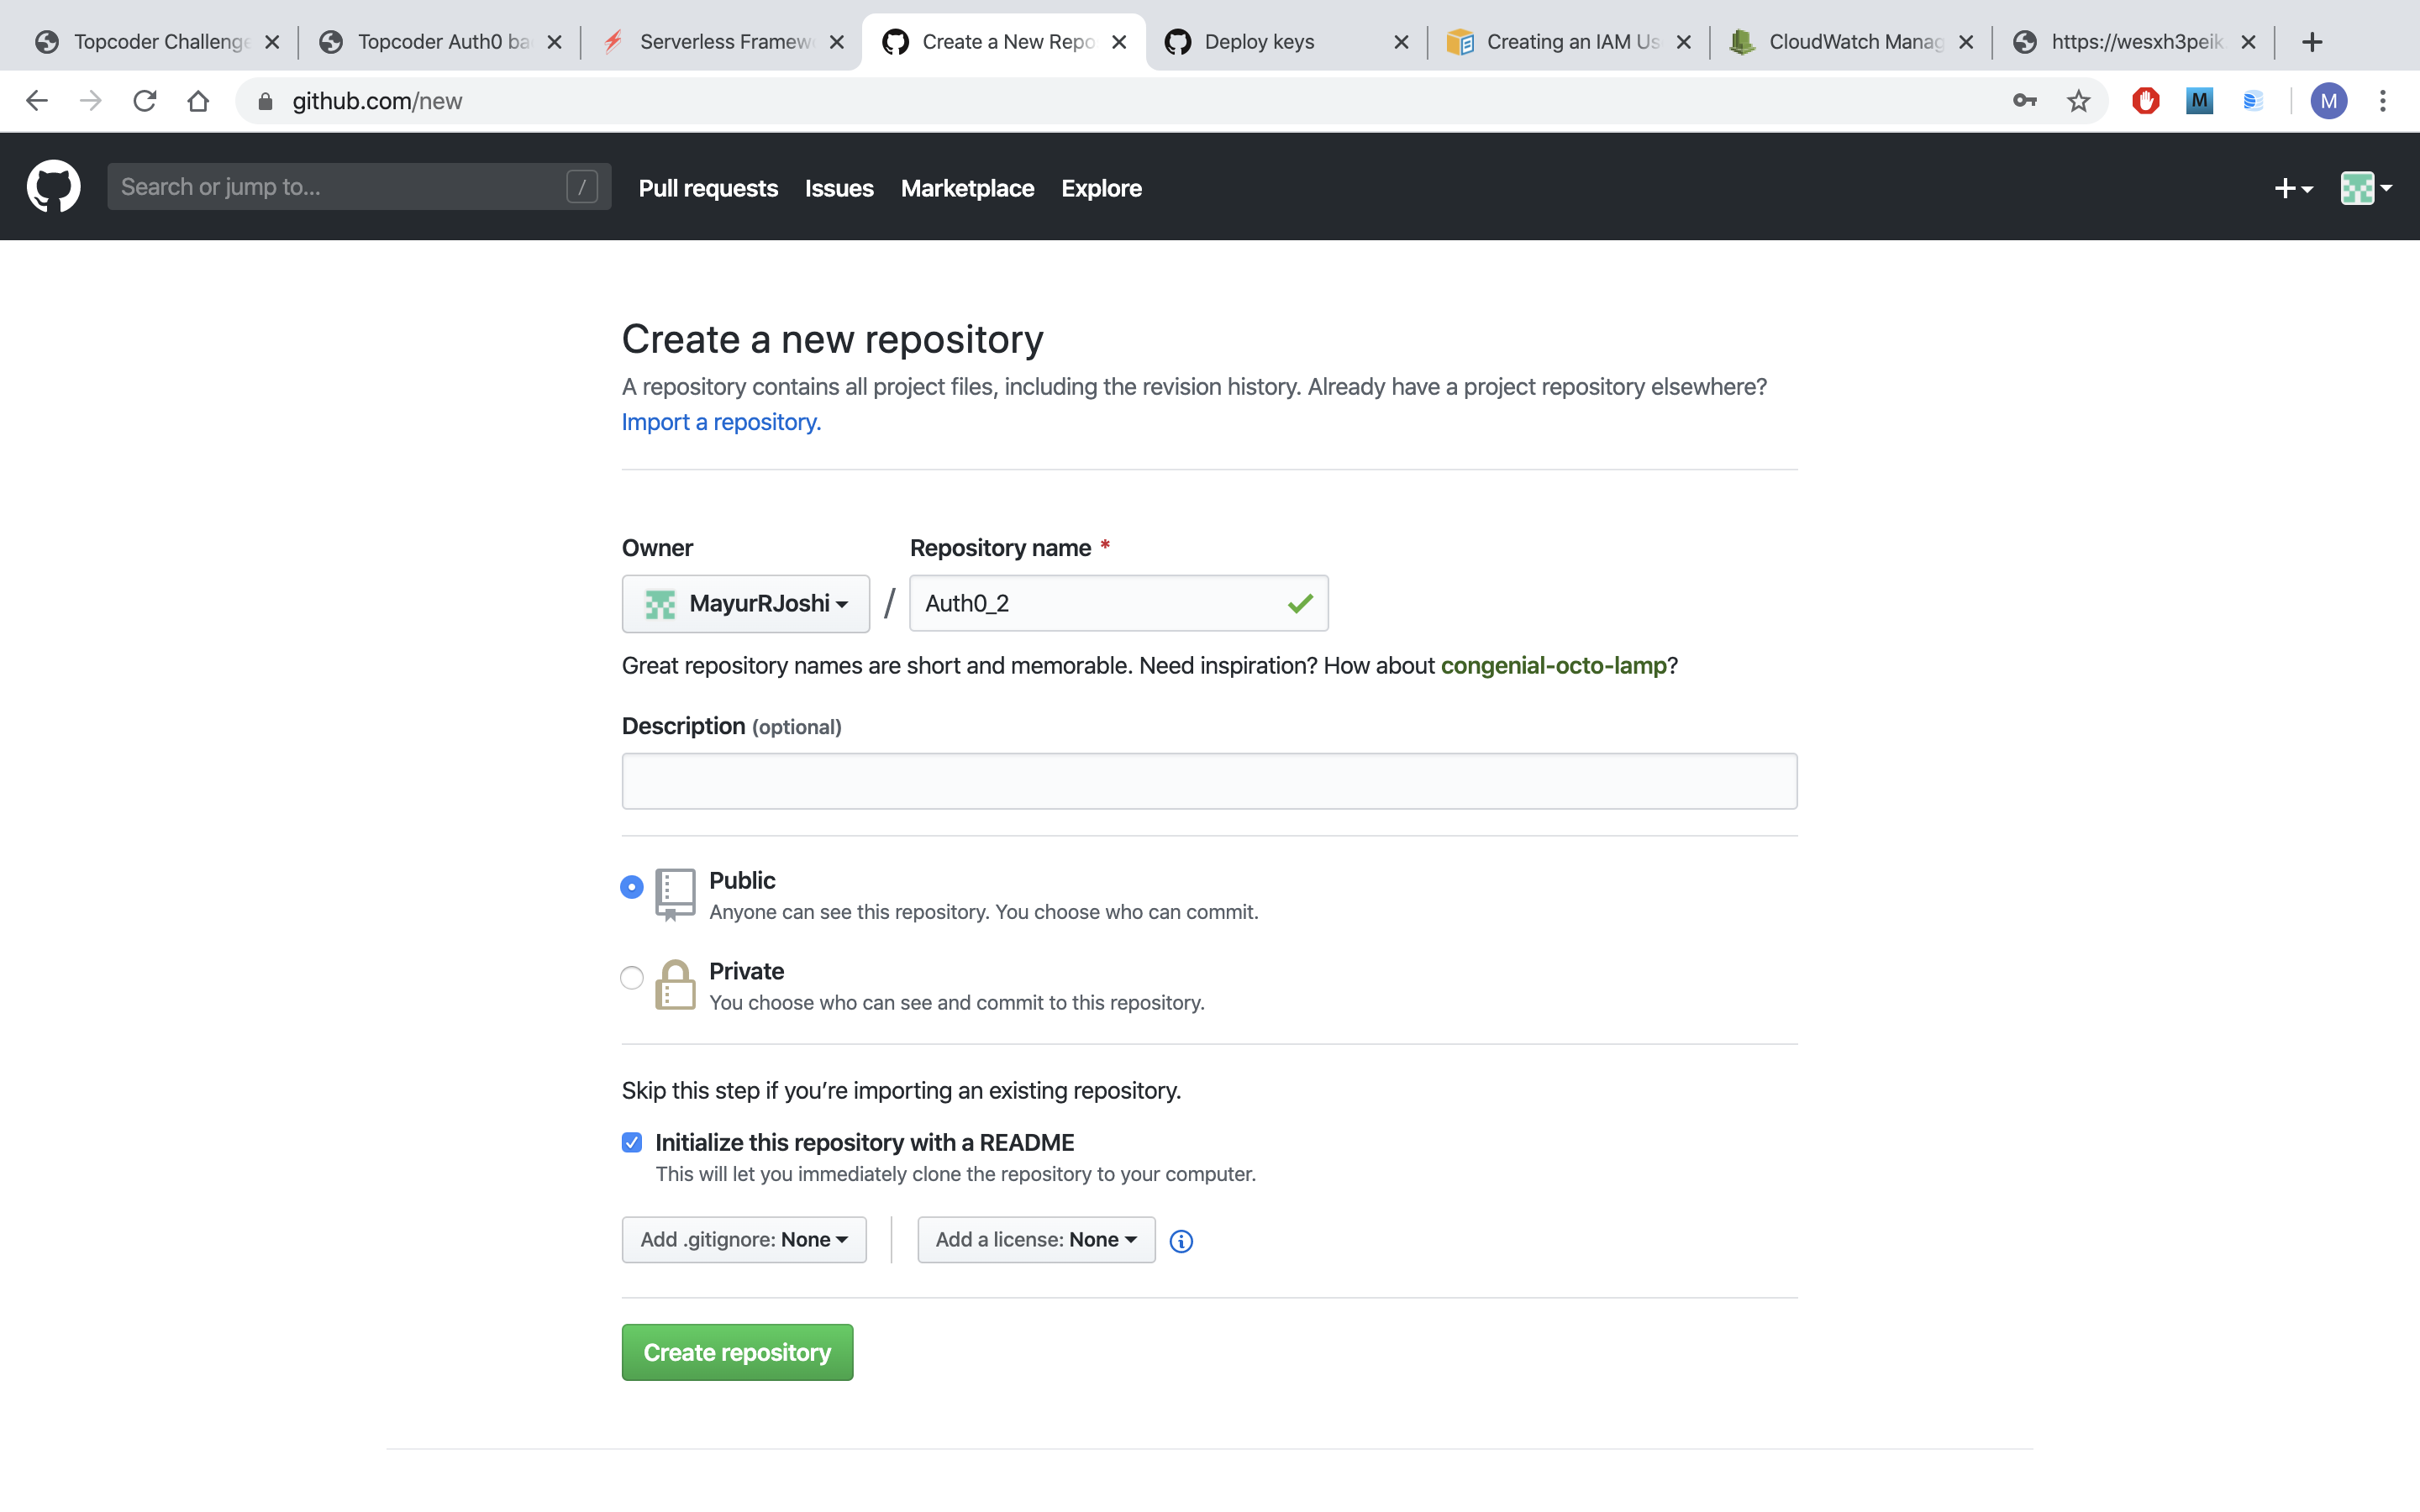 Topcoder Challenge
Topcoder Auth0 ba
Serverless Framew
Create a New Repo
Deploy keys
Creating an IAM Us
CloudWatch Manag
https://wesxh3peik
github.com/new
M
M
Search or jump to...
/
Pull requests
Issues
Marketplace
Explore
Create a new repository
A repository contains all project files, including the revision history. Already have a project repository elsewhere?
Import a repository.
Owner
Repository name *
MayurRJoshi
/
Auth0_2
Great repository names are short and memorable. Need inspiration? How about congenial-octo-lamp?
Description (optional)
Public
Anyone can see this repository. You choose who can commit.
Private
You choose who can see and commit to this repository.
Skip this step if you’re importing an existing repository.
Initialize this repository with a README
This will let you immediately clone the repository to your computer.
Add .gitignore: None
Add a license: None
Create repository